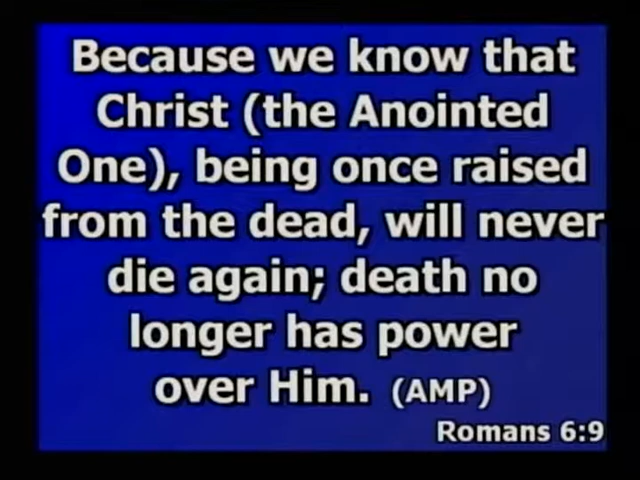 Because we know that
Christ (the Anointed
One), being once raised
from the dead, will never
die again; death no
longer has power
over Him. (AMP)
Romans 6:9